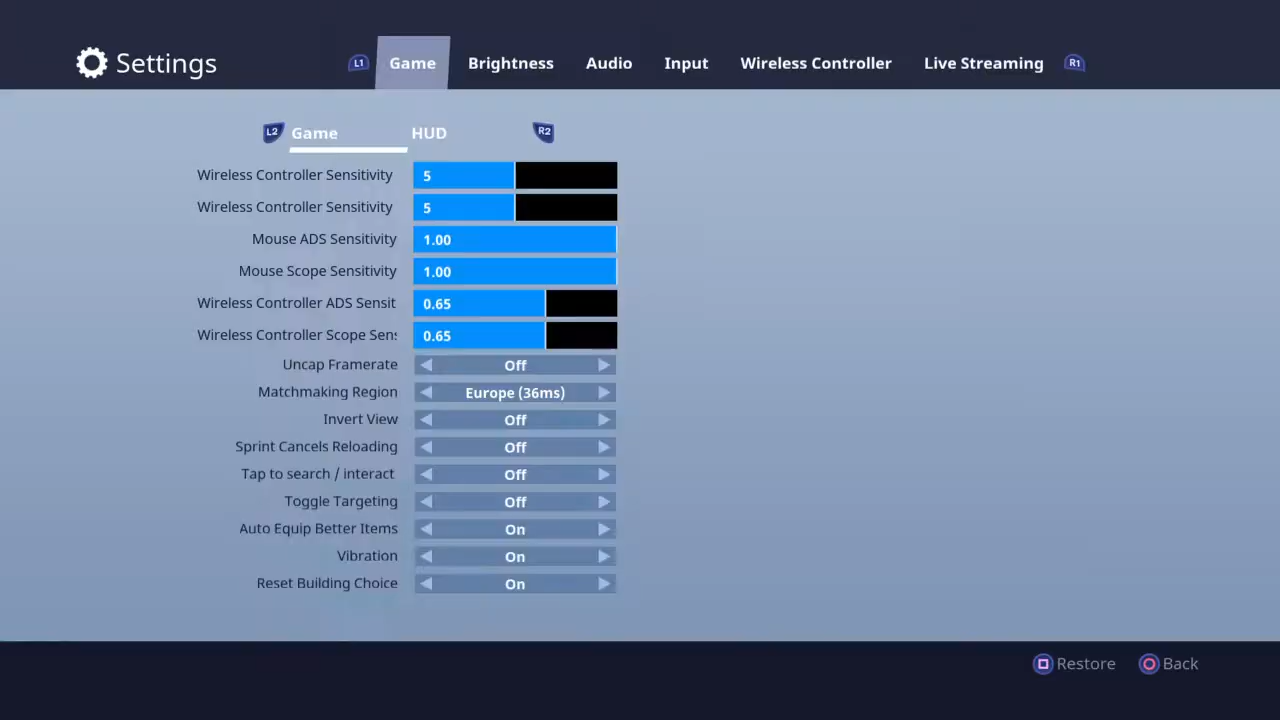 Settings
L1 Game Brightness Audio Input Wireless Controller Live Streaming R1
L2 Game HUD R2
Wireless Controller Sensitivity 5
Wireless Controller Sensitivity 5
Mouse ADS Sensitivity 1.00
Mouse Scope Sensitivity 1.00
Wireless Controller ADS Sensit 0.65
Wireless Controller Scope Sens 0.65
Uncap Framerate Off
Matchmaking Region Europe (36ms)
Invert View Off
Sprint Cancels Reloading Off
Tap to search / interact Off
Toggle Targeting Off
Auto Equip Better Items On
Vibration On
Reset Building Choice On
Restore Back